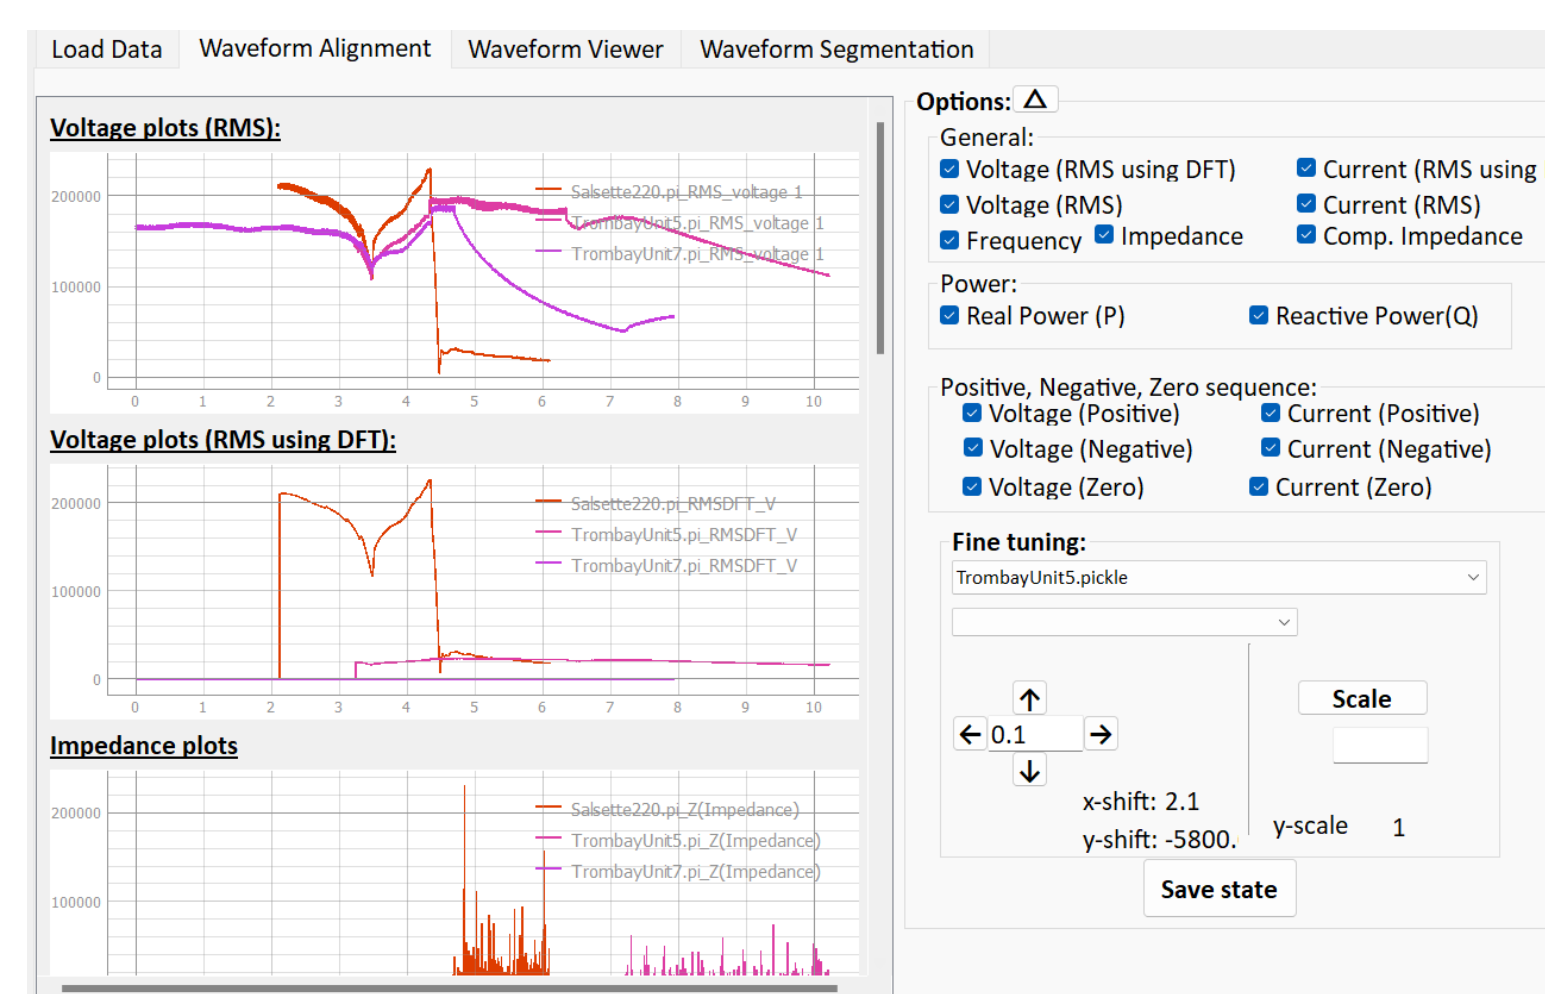 Load Data Waveform Alignment Waveform Viewer Waveform Segmentation
Voltage plots (RMS):
200000
100000
0
0 1 2 3 4 5 6 7 8 9 10
Salsette220.pi_RMS_voltage 1
TrombayUnit5.pi_RMS_voltage 1
TrombayUnit7.pi_RMS_voltage 1
Voltage plots (RMS using DFT):
200000
100000
0
0 1 2 3 4 5 6 7 8 9 10
Salsette220.pi_RMSDFT_V
TrombayUnit5.pi_RMSDFT_V
TrombayUnit7.pi_RMSDFT_V
Impedance plots
200000
100000
Salsette220.pi_Z(Impedance)
TrombayUnit5.pi_Z(Impedance)
TrombayUnit7.pi_Z(Impedance)
Options:
General:
Voltage (RMS using DFT) Current (RMS using
Voltage (RMS) Current (RMS)
Frequency Impedance Comp. Impedance
Power:
Real Power (P) Reactive Power(Q)
Positive, Negative, Zero sequence:
Voltage (Positive) Current (Positive)
Voltage (Negative) Current (Negative)
Voltage (Zero) Current (Zero)
Fine tuning:
TrombayUnit5.pickle
0.1
x-shift: 2.1
y-shift: -5800.
Scale
y-scale 1
Save state